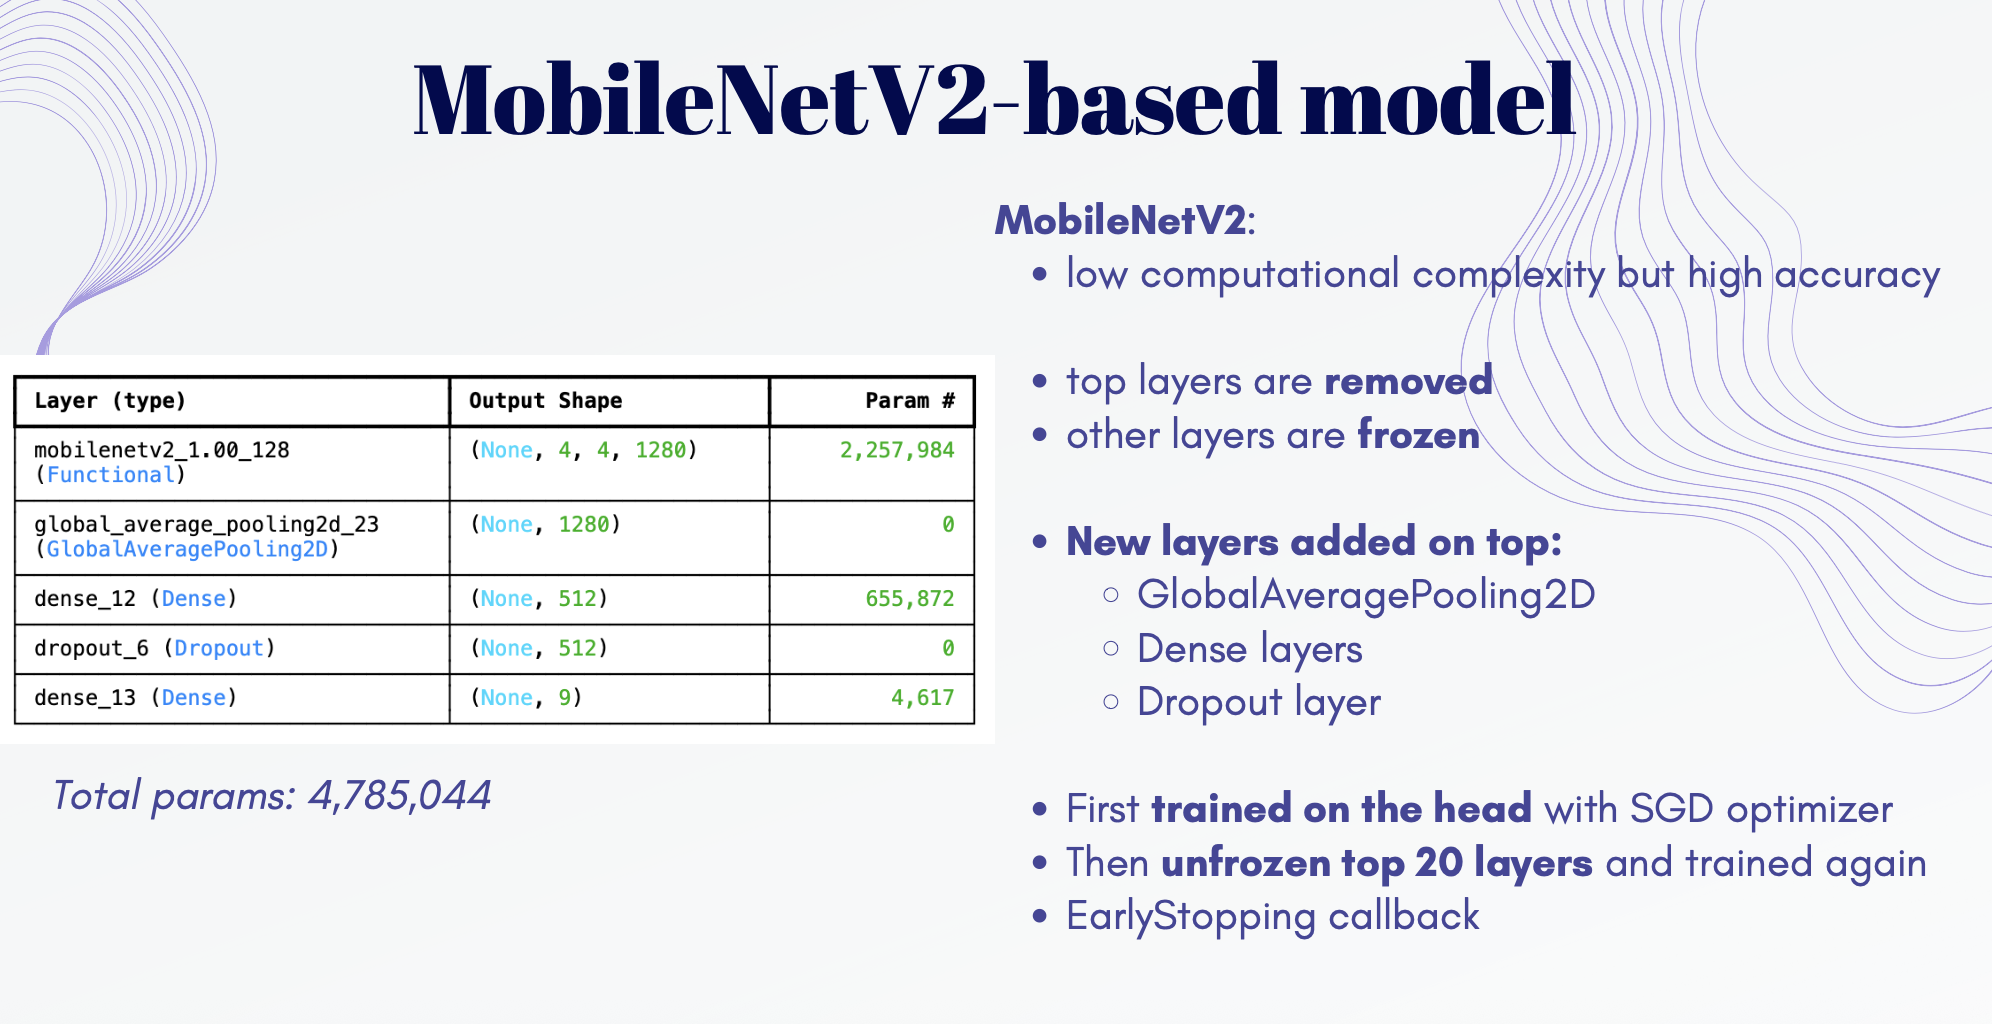 MobileNetV2-based model
Layer (type) Output Shape Param #
mobilenetv2_1.00_128 (None, 4, 4, 1280) 2,257,984
(Functional)
global_average_pooling2d_23 (None, 1280) 0
(GlobalAveragePooling2D)
dense_12 (Dense) (None, 512) 655,872
dropout_6 (Dropout) (None, 512) 0
dense_13 (Dense) (None, 9) 4,617
Total params: 4,785,044
MobileNetV2:
• low computational complexity but high accuracy
• top layers are removed
• other layers are frozen
• New layers added on top:
○ GlobalAveragePooling2D
○ Dense layers
○ Dropout layer
• First trained on the head with SGD optimizer
• Then unfrozen top 20 layers and trained again
• EarlyStopping callback